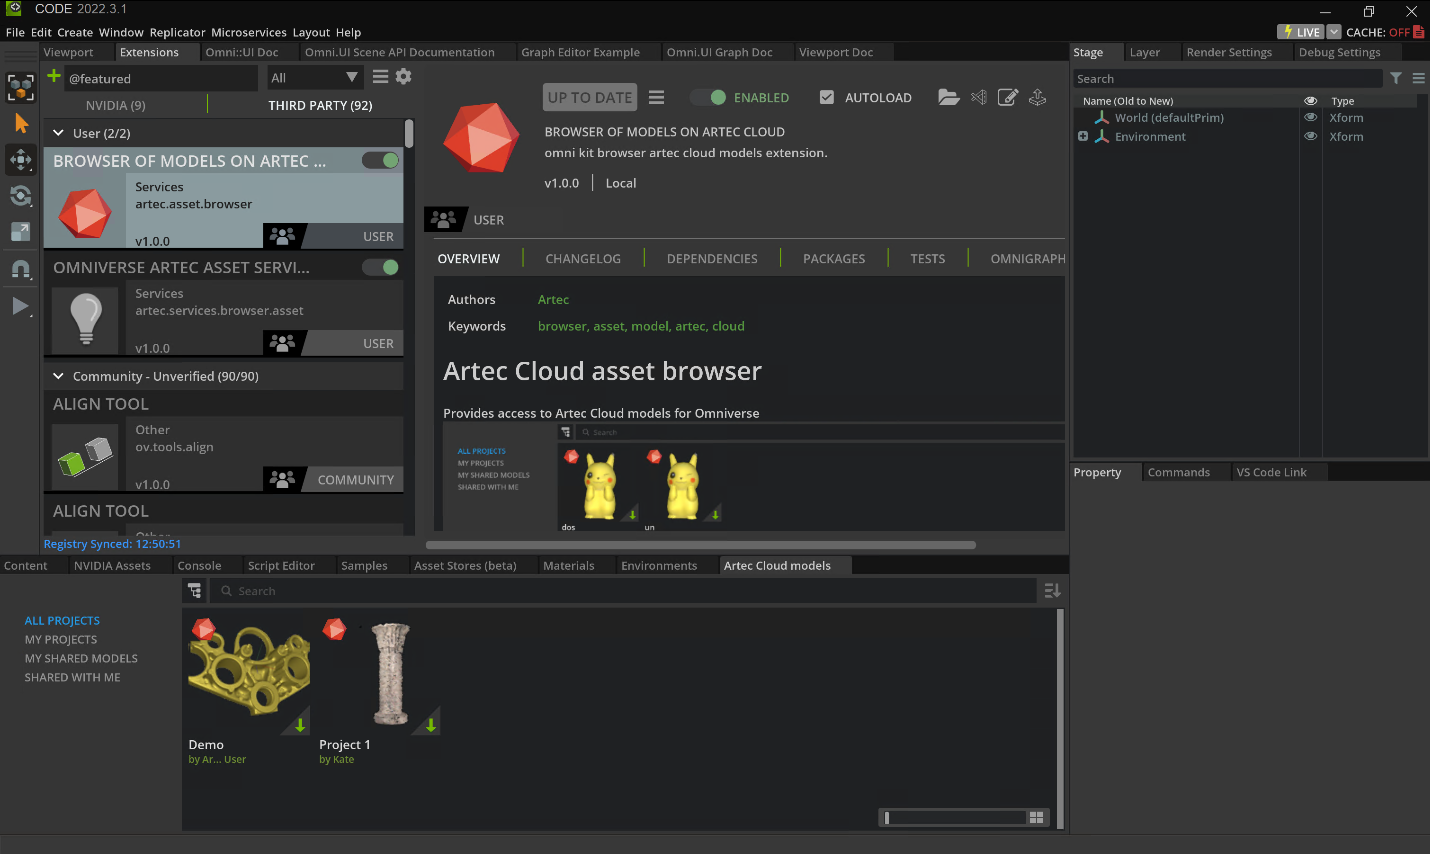 CODE 2022.3.1
File Edit Create Window Replicator Microservices Layout Help
LIVE
CACHE: OFF
Viewport Extensions Omni::UI Doc Omni.UI Scene API Documentation Graph Editor Example Omni.UI Graph Doc Viewport Doc
@featured
All
NVIDIA (9)
THIRD PARTY (92)
User (2/2)
BROWSER OF MODELS ON ARTEC ...
Services
artec.asset.browser
v1.0.0
USER
OMNIVERSE ARTEC ASSET SERVI...
Services
artec.services.browser.asset
v1.0.0
USER
Community - Unverified (90/90)
ALIGN TOOL
Other
ov.tools.align
v1.0.0
COMMUNITY
ALIGN TOOL
Other
Registry Synced: 12:50:51
UP TO DATE
ENABLED
AUTOLOAD
BROWSER OF MODELS ON ARTEC CLOUD
omni kit browser artec cloud models extension.
v1.0.0
Local
USER
OVERVIEW CHANGELOG DEPENDENCIES PACKAGES TESTS OMNIGRAPH
Authors Artec
Keywords browser, asset, model, artec, cloud
Artec Cloud asset browser
Provides access to Artec Cloud models for Omniverse
Search
ALL PROJECTS
MY PROJECTS
MY SHARED MODELS
SHARED WITH ME
dos
un
Stage Layer Render Settings Debug Settings
Search
Name (Old to New) Type
World (defaultPrim) Xform
Environment Xform
Property Commands VS Code Link
Content NVIDIA Assets Console Script Editor Samples Asset Stores (beta) Materials Environments Artec Cloud models
Search
ALL PROJECTS
MY PROJECTS
MY SHARED MODELS
SHARED WITH ME
Demo
by Ar... User
Project 1
by Kate